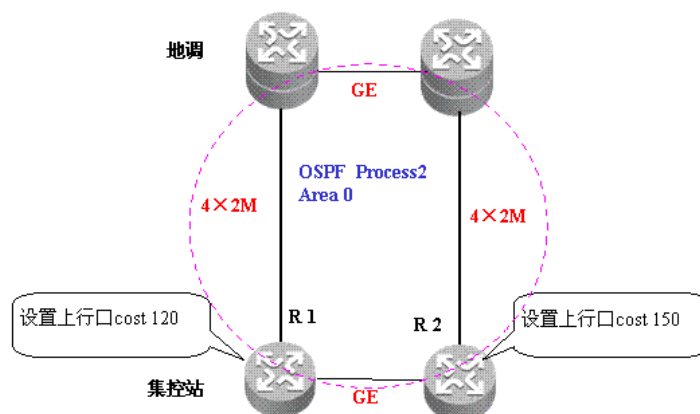 地调
GE
OSPF Process2
Area 0
4×2M
4×2M
设置上行口cost 120
R 1
R 2
设置上行口cost 150
集控站
GE